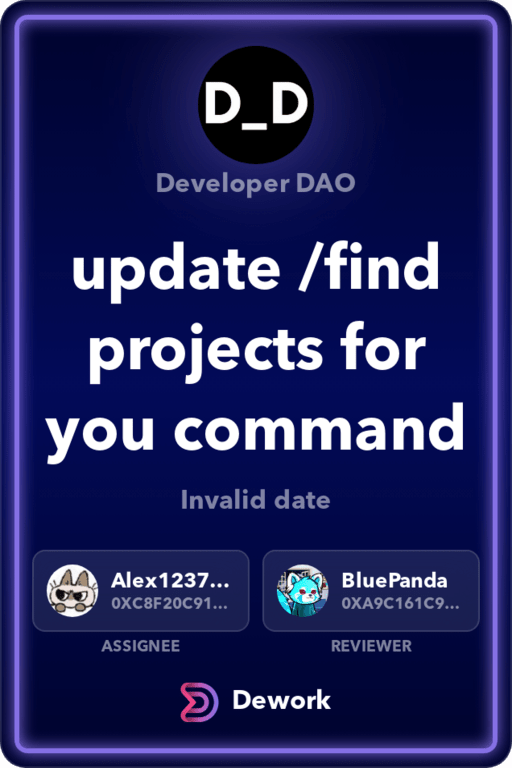 D_D
Developer DAO
update /find
projects for
you command
Invalid date
Alex1237...
0XC8F20C91...
BluePanda
0XA9C161C9...
ASSIGNEE
REVIEWER
Dework